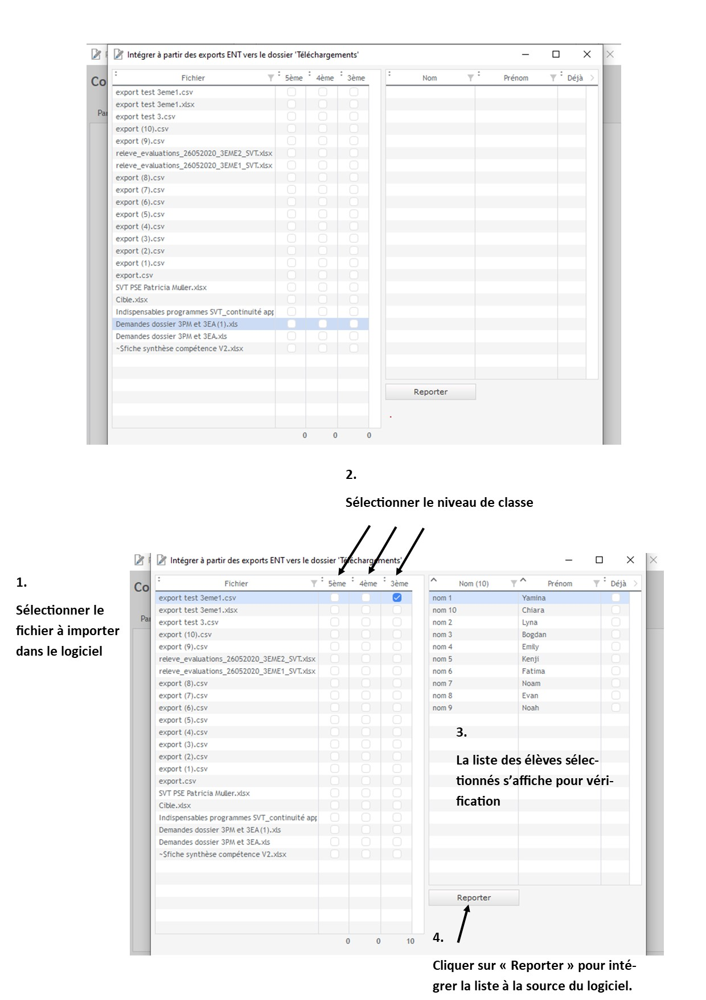 Intégrer à partir des exports ENT vers le dossier 'Téléchargements'
Co
Par
Fichier 5ème 4ème 3ème
Nom Prénom Déjà
export test 3eme1.csv
export test 3eme1.xlsx
export test 3.csv
export (10).csv
export (9).csv
releve_evaluations_26052020_3EME2_SVT.xlsx
releve_evaluations_26052020_3EME1_SVT.xlsx
export (8).csv
export (7).csv
export (6).csv
export (5).csv
export (4).csv
export (3).csv
export (2).csv
export (1).csv
export.csv
SVT PSE Patricia Muller.xlsx
Cible.xlsx
Indispensables programmes SVT_continuité app
Demandes dossier 3PM et 3EA(1).xls
Demandes dossier 3PM et 3EA.xls
~$fiche synthèse compétence V2.xlsx
Reporter
0 0 0
2.
Sélectionner le niveau de classe
1.
Sélectionner le
fichier à importer
dans le logiciel
Intégrer à partir des exports ENT vers le dossier 'Téléchargements'
Co
Par
Fichier 5ème 4ème 3ème
Nom (10) Prénom Déjà
export test 3eme1.csv
export test 3eme1.xlsx
export test 3.csv
export (10).csv
export (9).csv
releve_evaluations_26052020_3EME2_SVT.xlsx
releve_evaluations_26052020_3EME1_SVT.xlsx
export (8).csv
export (7).csv
export (6).csv
export (5).csv
export (4).csv
export (3).csv
export (2).csv
export (1).csv
export.csv
SVT PSE Patricia Muller.xlsx
Cible.xlsx
Indispensables programmes SVT_continuité app
Demandes dossier 3PM et 3EA(1).xls
Demandes dossier 3PM et 3EA.xls
~$fiche synthèse compétence V2.xlsx
0 0 10
nom 1 Yamina
nom 10 Chiara
nom 2 Lyna
nom 3 Bogdan
nom 4 Emily
nom 5 Kenji
nom 6 Fatima
nom 7 Noam
nom 8 Evan
nom 9 Noah
3.
La liste des élèves sélec-
tionnés s'affiche pour véri-
fication
Reporter
4.
Cliquer sur « Reporter » pour inté-
grer la liste à la source du logiciel.